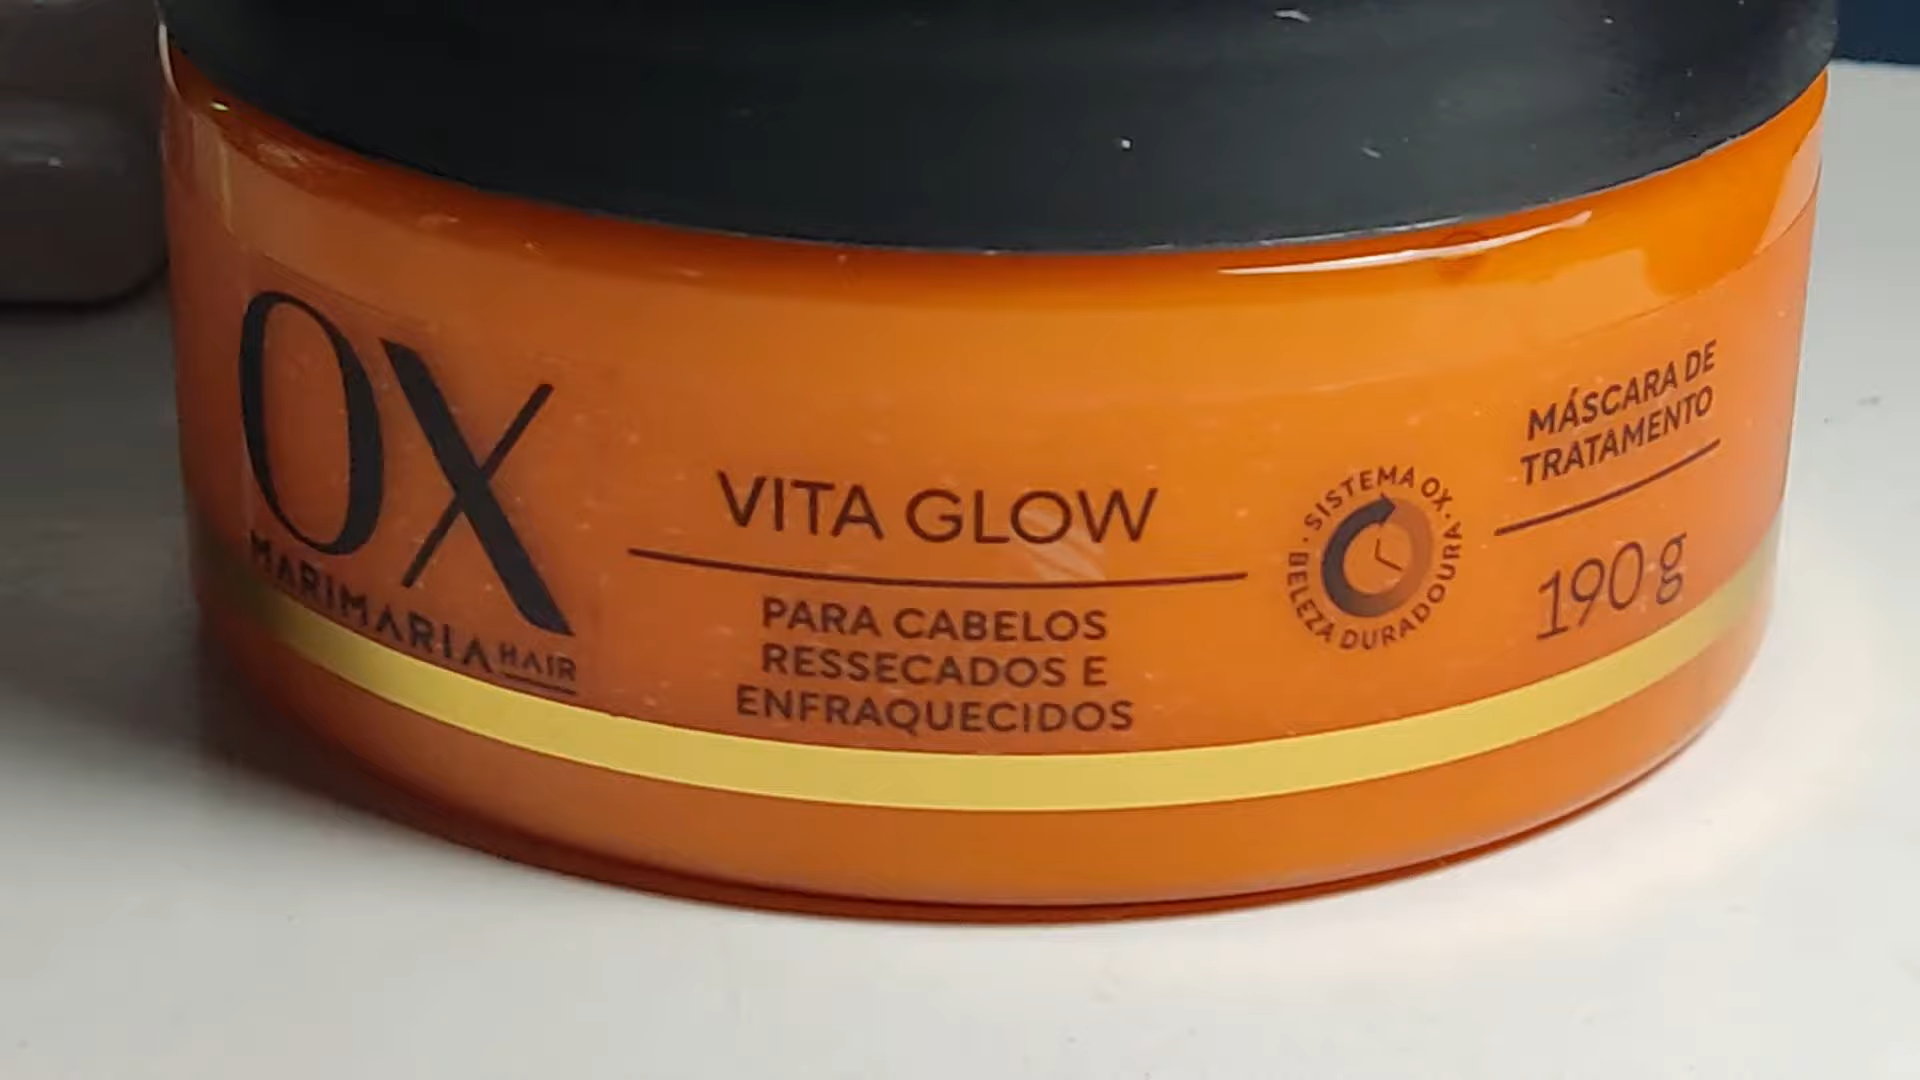 OX
MARIMARIA HAIR
VITA GLOW
PARA CABELOS
RESSECADOS E
ENFRAQUECIDOS
· SISTEMA OX · BELEZA DURADOURA
MÁSCARA DE
TRATAMENTO
190 g